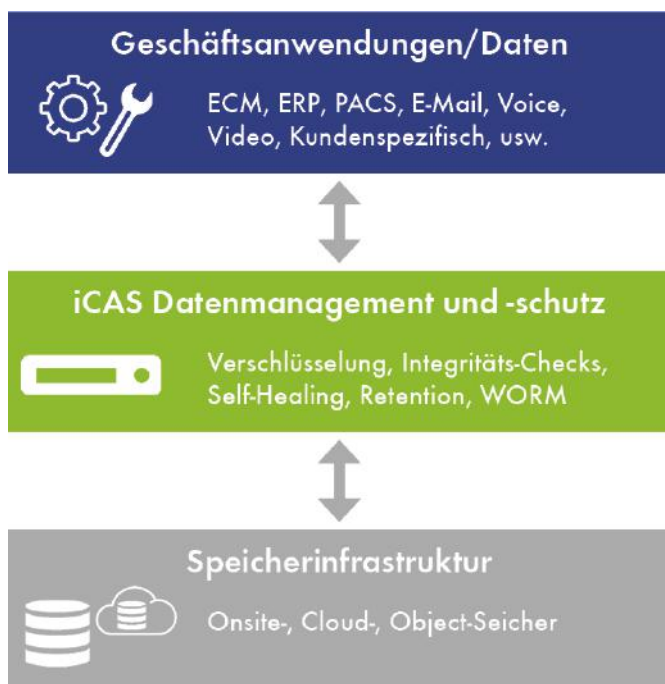 Geschäftsanwendungen/Daten
ECM, ERP, PACS, E-Mail, Voice,
Video, Kundenspezifisch, usw.
iCAS Datenmanagement und -schutz
Verschlüsselung, Integritäts-Checks,
Self-Healing, Retention, WORM
Speicherinfrastruktur
Onsite-, Cloud-, Object-Seicher